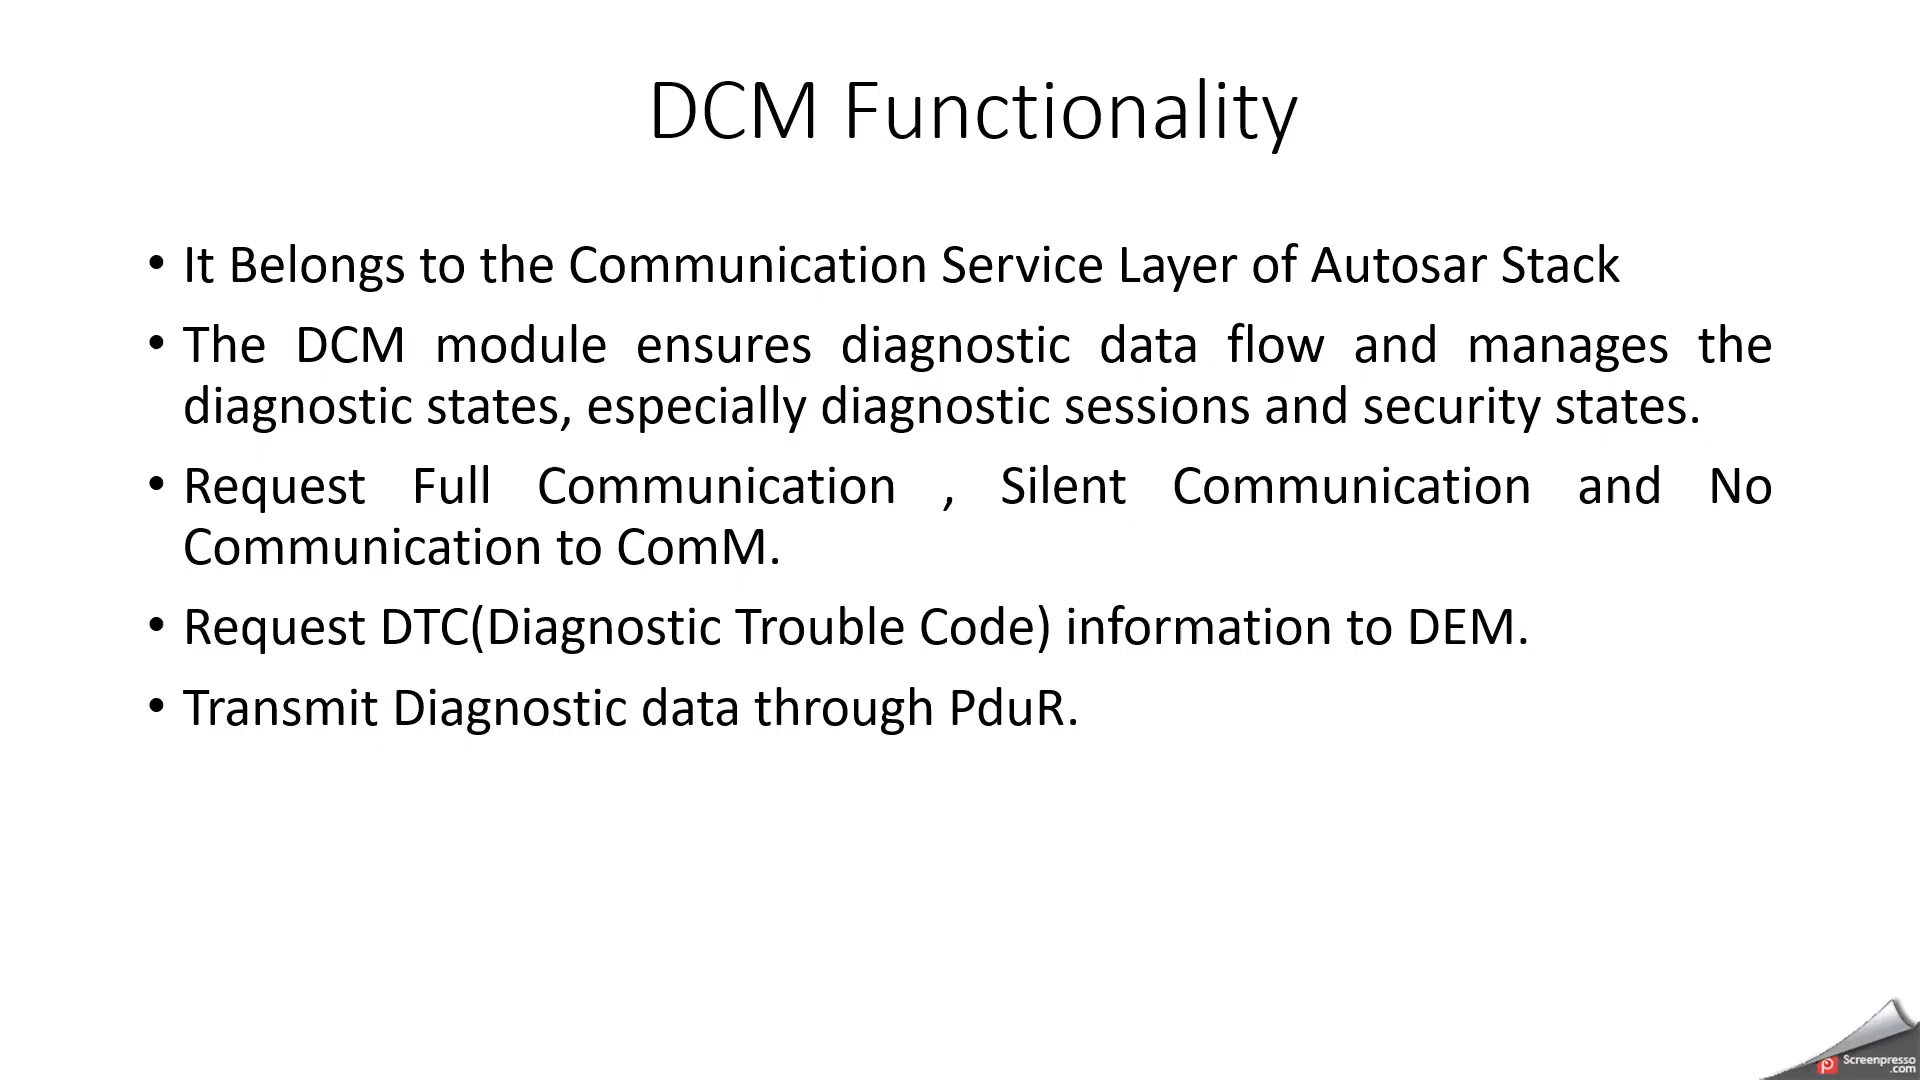 DCM Functionality
• It Belongs to the Communication Service Layer of Autosar Stack
• The DCM module ensures diagnostic data flow and manages the
diagnostic states, especially diagnostic sessions and security states.
• Request Full Communication , Silent Communication and No
Communication to ComM.
• Request DTC(Diagnostic Trouble Code) information to DEM.
• Transmit Diagnostic data through PduR.
Screenpresso
.com